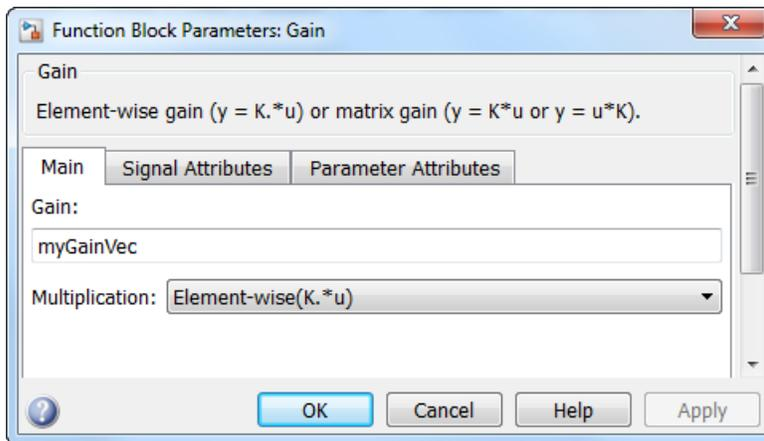 Function Block Parameters: Gain
Gain
Element-wise gain (y = K.*u) or matrix gain (y = K*u or y = u*K).
Main Signal Attributes Parameter Attributes
Gain:
myGainVec
Multiplication: Element-wise(K.*u)
OK Cancel Help Apply